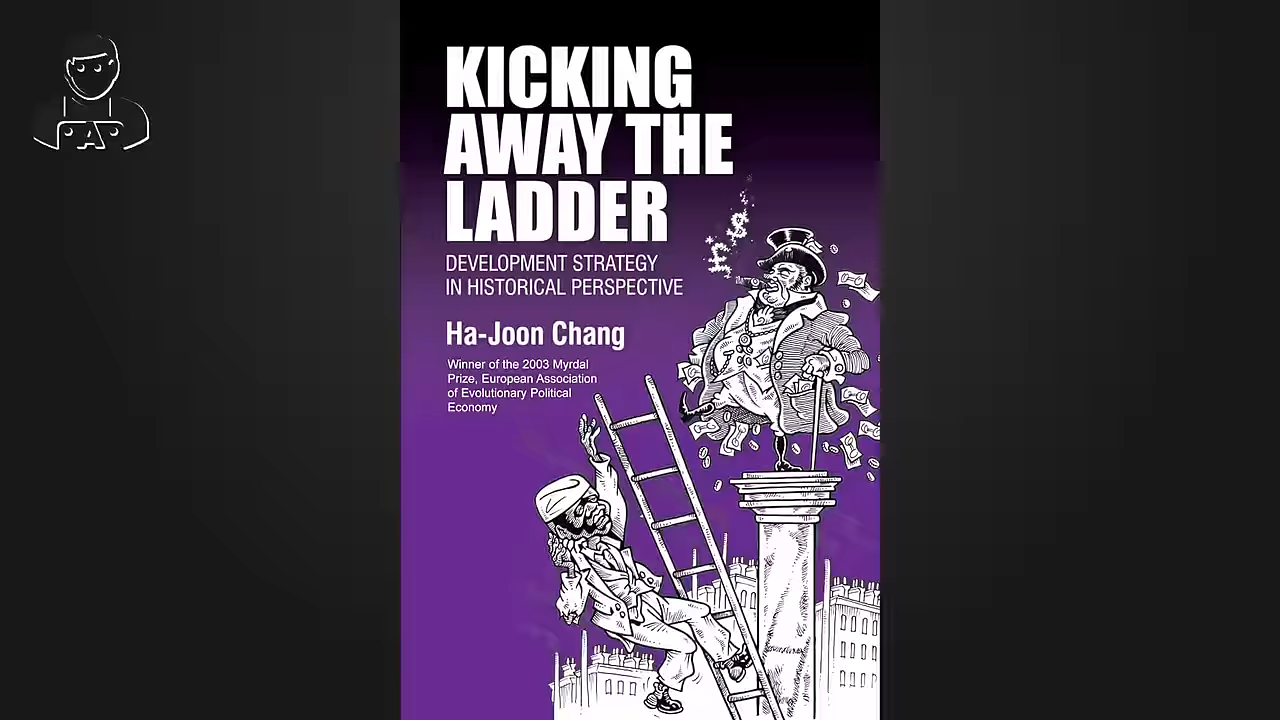 PAP
KICKING
AWAY THE
LADDER
DEVELOPMENT STRATEGY
IN HISTORICAL PERSPECTIVE
Ha-Joon Chang
Winner of the 2003 Myrdal
Prize, European Association
of Evolutionary Political
Economy
£ $